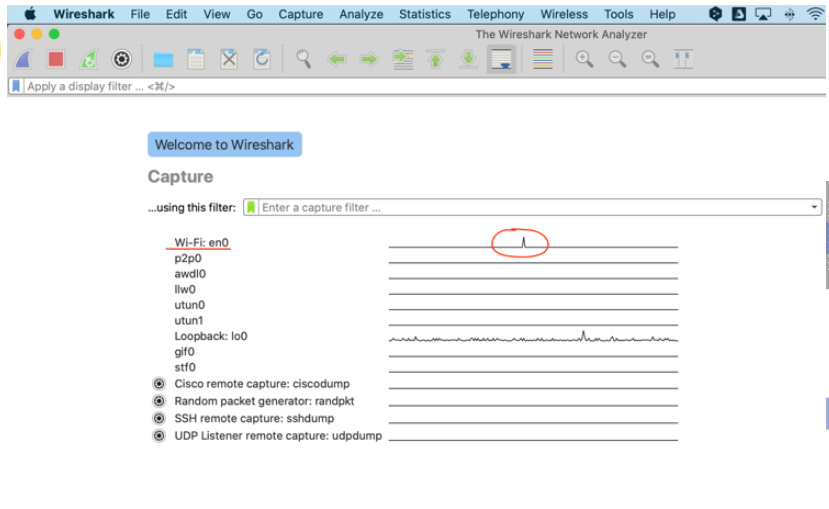 Wireshark File Edit View Go Capture Analyze Statistics Telephony Wireless Tools Help
The Wireshark Network Analyzer
Apply a display filter ... <⌘/>
Welcome to Wireshark
Capture
...using this filter: Enter a capture filter ...
Wi-Fi: en0
p2p0
awdl0
llw0
utun0
utun1
Loopback: lo0
gif0
stf0
Cisco remote capture: ciscodump
Random packet generator: randpkt
SSH remote capture: sshdump
UDP Listener remote capture: udpdump